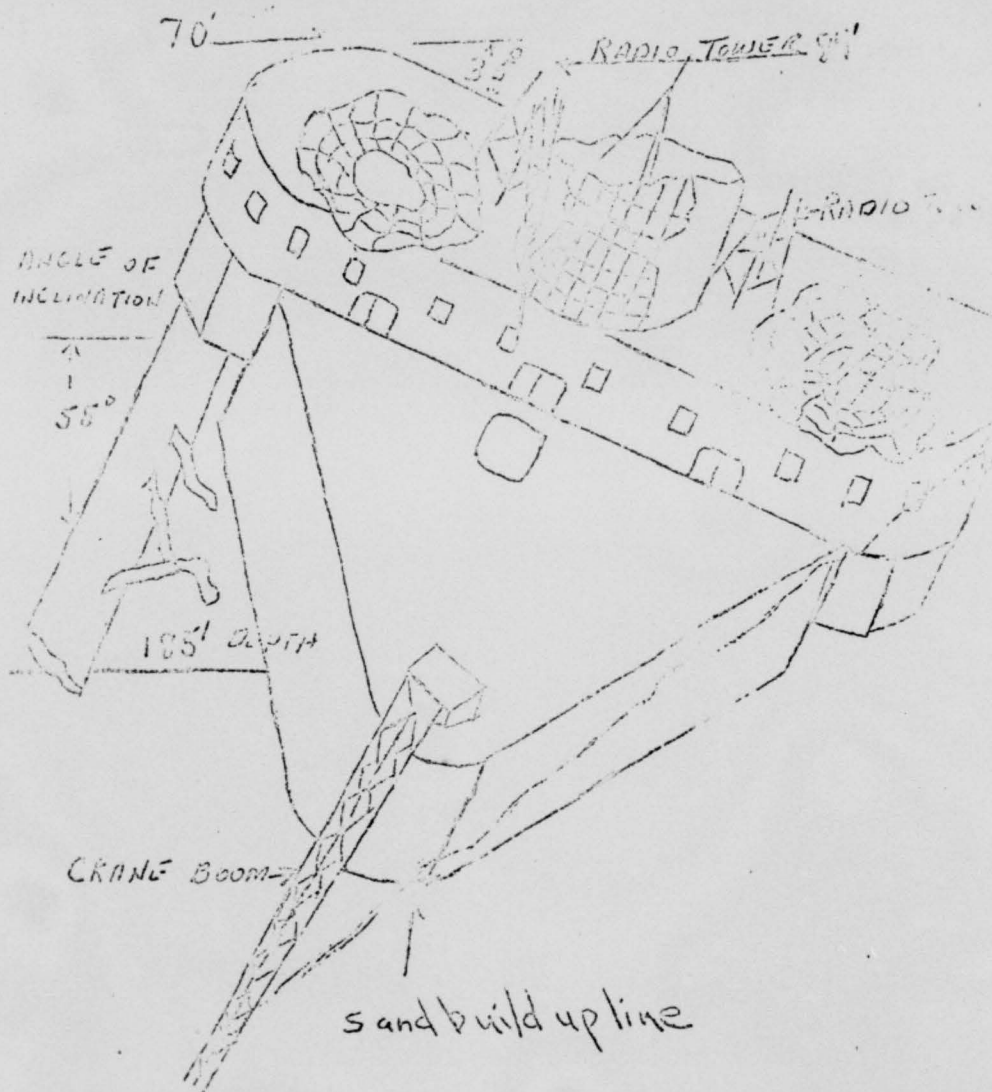 70'
RADIO TOWER
RADIO
ANGLE OF
INCLINATION
55°
185' DEPTH
CRANE BOOM
sand build up line